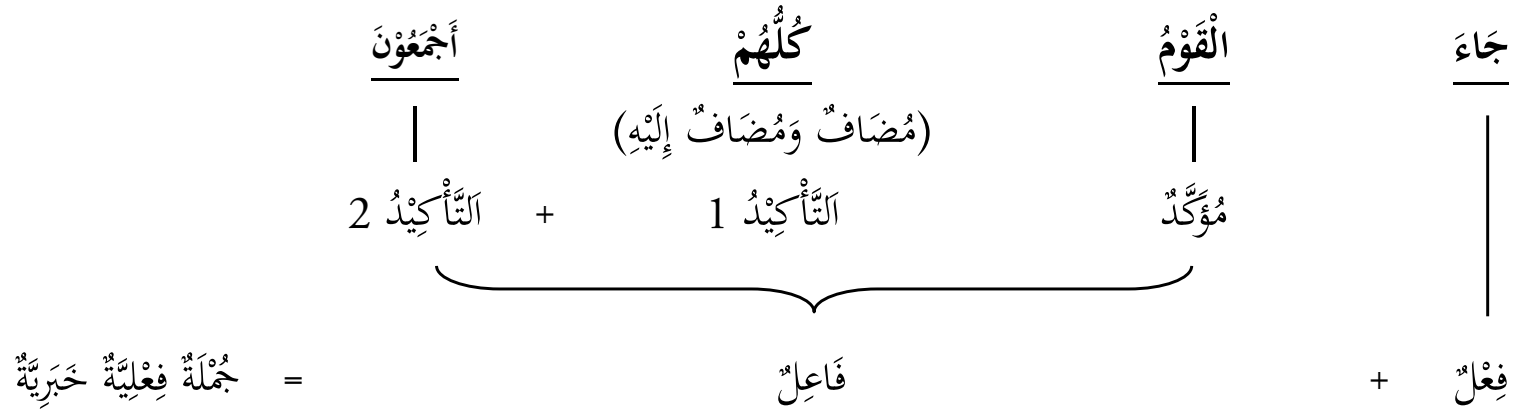 جَاءَ الْقَوْمُ كُلُّهُمْ أَجْمَعُوْنَ
(مُضَافٌ وَمُضَافٌ إِلَيْهِ)
مُؤَكَّدٌ اَلتَّأْكِيْدُ 1 + اَلتَّأْكِيْدُ 2
فِعْلٌ + فَاعِلٌ = جُمْلَةٌ فِعْلِيَّةٌ خَبَرِيَّةٌ